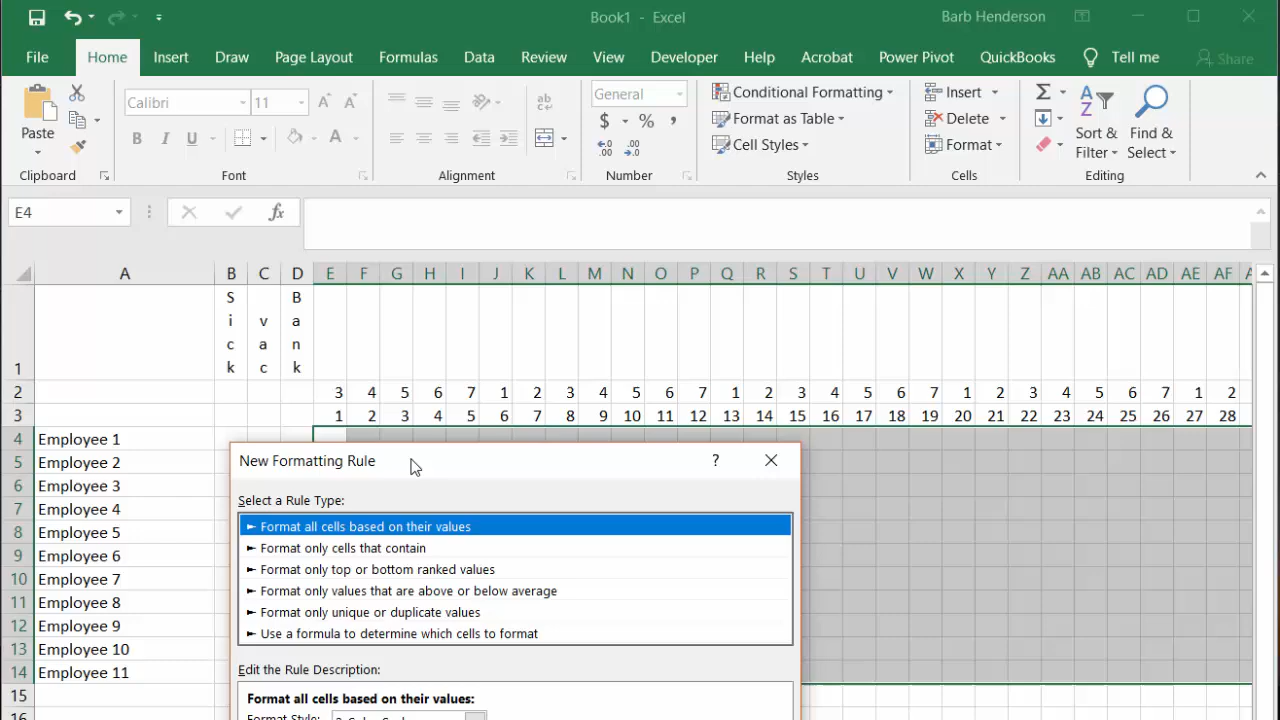 Book1 - Excel
Barb Henderson
File Home Insert Draw Page Layout Formulas Data Review View Developer Help Acrobat Power Pivot QuickBooks Tell me Share
Calibri 11 General Conditional Formatting Insert
Paste B I U $ % , Format as Table Delete Sort & Find &
Cell Styles Format Filter Select
Clipboard Font Alignment Number Styles Cells Editing
E4 fx
A B C D E F G H I J K L M N O P Q R S T U V W X Y Z AA AB AC AD AE AF
S B
i v a
c a n
1 k c k
2 3 4 5 6 7 1 2 3 4 5 6 7 1 2 3 4 5 6 7 1 2 3 4 5 6 7 1 2
3 1 2 3 4 5 6 7 8 9 10 11 12 13 14 15 16 17 18 19 20 21 22 23 24 25 26 27 28
4 Employee 1
5 Employee 2
6 Employee 3
7 Employee 4
8 Employee 5
9 Employee 6
10 Employee 7
11 Employee 8
12 Employee 9
13 Employee 10
14 Employee 11
15
16
New Formatting Rule ?
Select a Rule Type:
► Format all cells based on their values
► Format only cells that contain
► Format only top or bottom ranked values
► Format only values that are above or below average
► Format only unique or duplicate values
► Use a formula to determine which cells to format
Edit the Rule Description:
Format all cells based on their values:
Format Style: